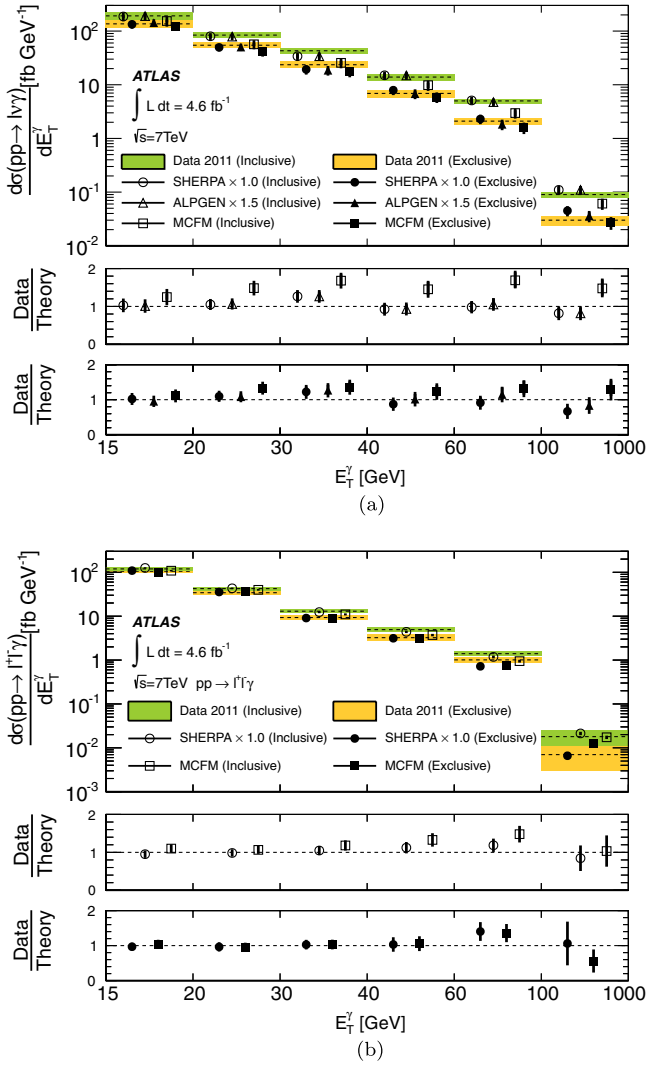 dσ(pp→ lνγ)/dE_T^γ [fb GeV⁻¹]
10²
10
1
10⁻¹
10⁻²
ATLAS
∫ L dt = 4.6 fb⁻¹
√s=7TeV
Data 2011 (Inclusive) Data 2011 (Exclusive)
SHERPA × 1.0 (Inclusive) SHERPA × 1.0 (Exclusive)
ALPGEN × 1.5 (Inclusive) ALPGEN × 1.5 (Exclusive)
MCFM (Inclusive) MCFM (Exclusive)
Data
Theory
2
1
0
Data
Theory
2
1
0
15 20 30 40 60 100 1000
E_T^γ [GeV]
(a)
dσ(pp→ l⁺l⁻γ)/dE_T^γ [fb GeV⁻¹]
10²
10
1
10⁻¹
10⁻²
10⁻³
ATLAS
∫ L dt = 4.6 fb⁻¹
√s=7TeV pp→ l⁺l⁻γ
Data 2011 (Inclusive) Data 2011 (Exclusive)
SHERPA × 1.0 (Inclusive) SHERPA × 1.0 (Exclusive)
MCFM (Inclusive) MCFM (Exclusive)
Data
Theory
2
1
0
Data
Theory
2
1
0
15 20 30 40 60 100 1000
E_T^γ [GeV]
(b)